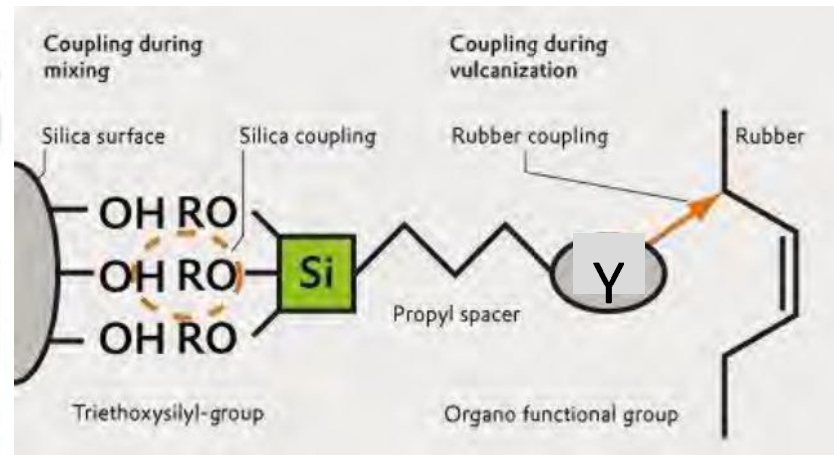 Coupling during
mixing
Coupling during
vulcanization
Silica surface
Silica coupling
Rubber coupling
Rubber
OH RO
OH RO
OH RO
Si
Y
Propyl spacer
Triethoxysilyl-group
Organo functional group